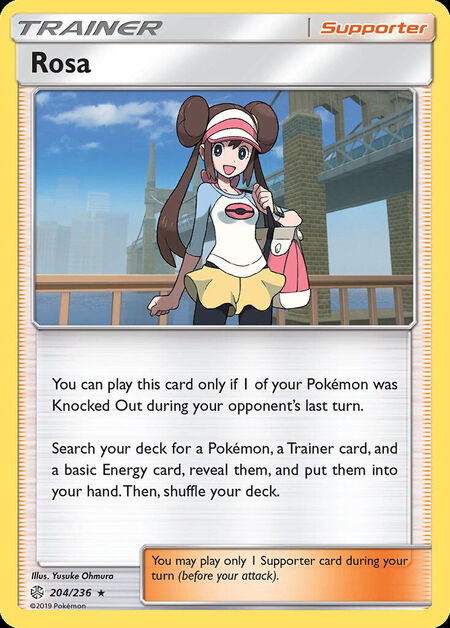 TRAINER Supporter
Rosa
You can play this card only if 1 of your Pokémon was
Knocked Out during your opponent's last turn.
Search your deck for a Pokémon, a Trainer card, and
a basic Energy card, reveal them, and put them into
your hand. Then, shuffle your deck.
You may play only 1 Supporter card during your
turn (before your attack).
Illus. Yusuke Ohmura
204/236 ★
©2019 Pokémon